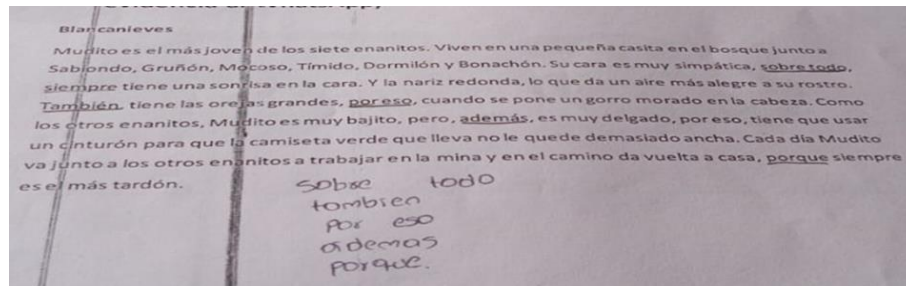 Blancanieves
Mudito es el más joven de los siete enanitos. Viven en una pequeña casita en el bosque junto a
Sabiondo, Gruñón, Mocoso, Tímido, Dormilón y Bonachón. Su cara es muy simpática, sobre todo,
siempre tiene una sonrisa en la cara. Y la nariz redonda, lo que da un aire más alegre a su rostro.
También, tiene las orejas grandes, por eso, cuando se pone un gorro morado en la cabeza. Como
los otros enanitos, Mudito es muy bajito, pero, además, es muy delgado, por eso, tiene que usar
un cinturón para que la camiseta verde que lleva no le quede demasiado ancha. Cada día Mudito
va junto a los otros enanitos a trabajar en la mina y en el camino da vuelta a casa, porque siempre
es el más tardón.
sobre todo
tombien
por eso
ademas
porque.